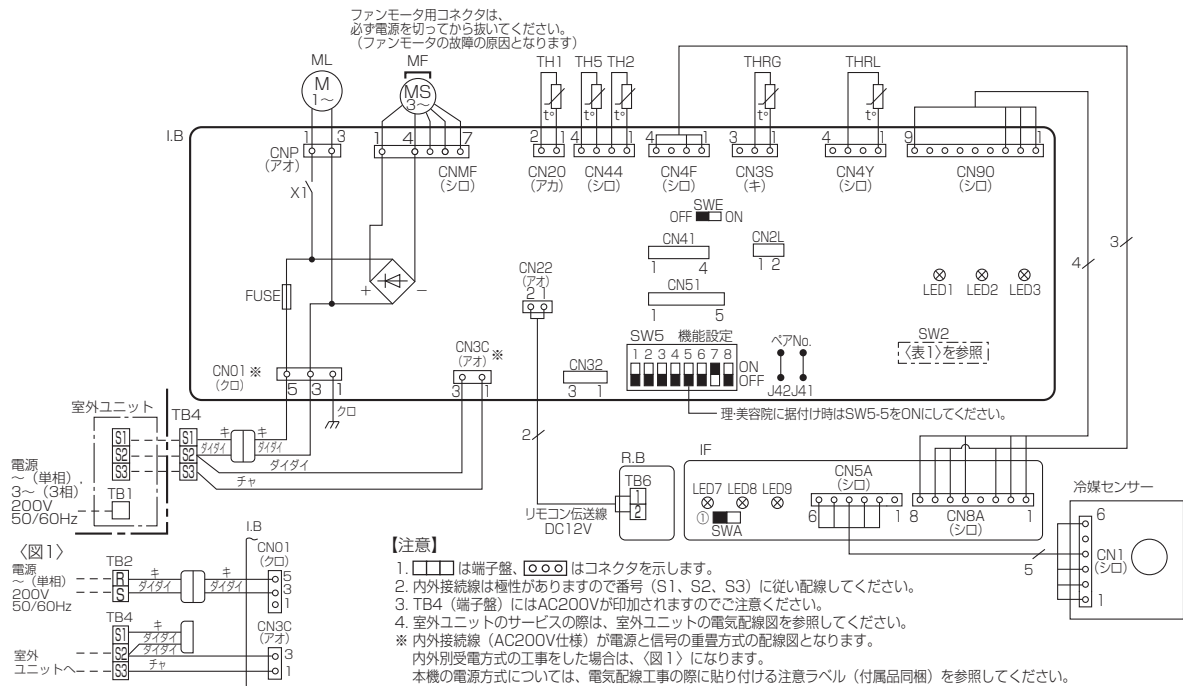 ファンモータ用コネクタは、
必ず電源を切ってから抜いてください。
（ファンモータの故障の原因となります）
ML
M
1～
MF
MS
3～
TH1
TH5 TH2
THRG
THRL
t°
t°
t°
t°
t°
I.B
1 3
CNP
(アオ)
X1
1 4 7
CNMF
(シロ)
2 1
CN20
(アカ)
4 1
CN44
(シロ)
4 1
CN4F
(シロ)
3 1
CN3S
(キ)
4 1
CN4Y
(シロ)
9 1
CN90
(シロ)
SWE
OFF ON
CN41
1 4
CN2L
1 2
CN51
1 5
LED1 LED2 LED3
3
4
FUSE
＋ －
CN22
(アオ)
2 1
SW5 機能設定
1 2 3 4 5 6 7 8
ON
OFF
ペアNo.
J42J41
SW2
〈表1〉を参照
CN01 ※
(クロ)
5 3 1
クロ
CN3C ※
(アオ)
3 1
CN32
3 1
理・美容院に据付け時はSW5-5をONにしてください。
室外ユニット
S1
S2
S3
TB1
電源
～（単相）,
3～（3相）
200V
50/60Hz
TB4
S1
S2
S3
キ キ
ダイダイ ダイダイ
ダイダイ
チャ
2
リモコン伝送線
DC12V
R.B
TB6
1
2
IF
LED7 LED8 LED9
①
SWA
CN5A
(シロ)
6 1
8 1
CN8A
(シロ)
5
冷媒センサー
6
CN1
(シロ)
1
〈図1〉
電源
～（単相）
200V
50/60Hz
TB2
R
S
キ キ
ダイダイ ダイダイ
I.B
CN01
(クロ)
5
3
1
TB4
S1
S2
S3
キ
ダイダイ
ダイダイ
チャ
室外
ユニットへ
CN3C
(アオ)
3
1
【注意】
1. は端子盤、 はコネクタを示します。
2. 内外接続線は極性がありますので番号（S1、S2、S3）に従い配線してください。
3. TB4（端子盤）にはAC200Vが印加されますのでご注意ください。
4. 室外ユニットのサービスの際は、室外ユニットの電気配線図を参照してください。
※ 内外接続線（AC200V仕様）が電源と信号の重畳方式の配線図となります。
内外別受電方式の工事をした場合は、〈図1〉になります。
本機の電源方式については、電気配線工事の際に貼り付ける注意ラベル（付属品同梱）を参照してください。